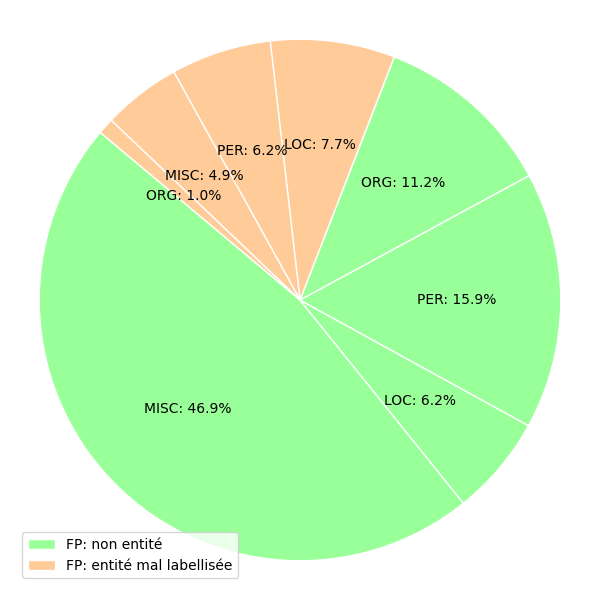 LOC: 7.7%
PER: 6.2%
MISC: 4.9%
ORG: 1.0%
ORG: 11.2%
PER: 15.9%
LOC: 6.2%
MISC: 46.9%
FP: non entité
FP: entité mal labellisée